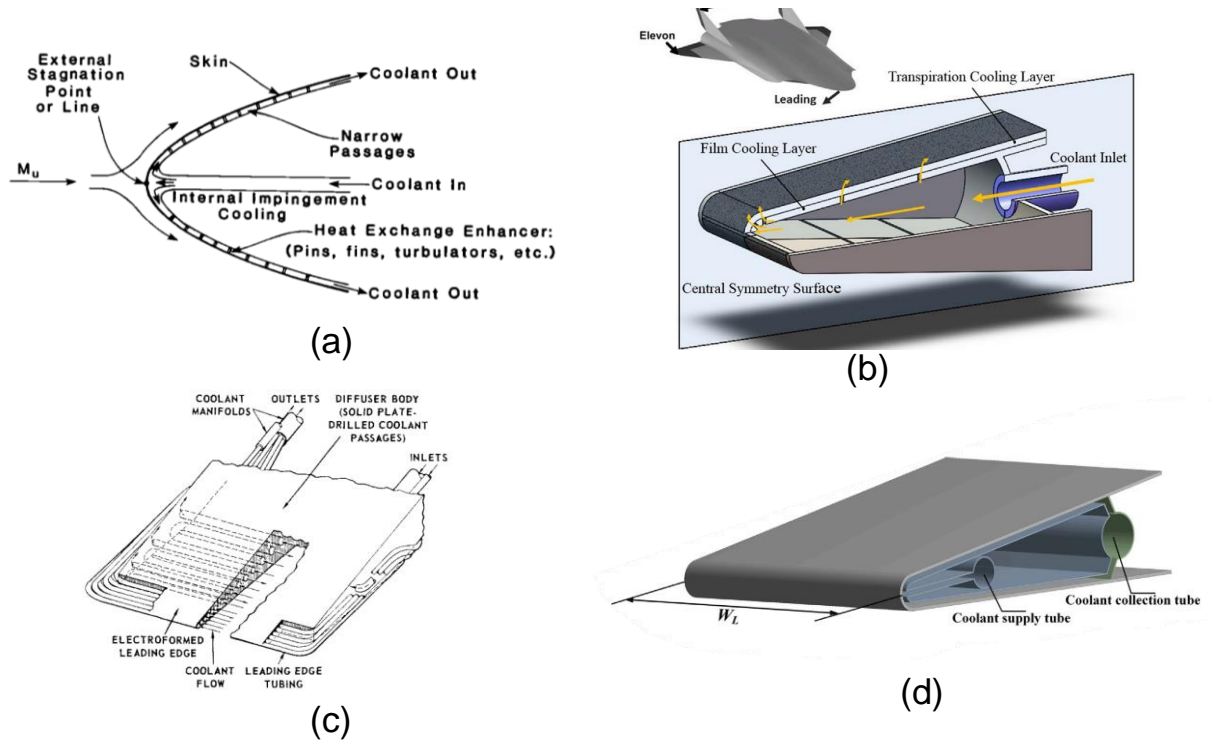 External
Stagnation
Point
or Line
Skin
Coolant Out
Narrow
Passages
Mu
Coolant In
Internal Impingement
Cooling
Heat Exchange Enhancer:
(Pins, fins, turbulators, etc.)
Coolant Out
(a)
Elevon
Leading
Transpiration Cooling Layer
Film Cooling Layer
Coolant Inlet
Central Symmetry Surface
(b)
COOLANT
MANIFOLDS
OUTLETS
DIFFUSER BODY
(SOLID PLATE-
DRILLED COOLANT
PASSAGES)
INLETS
ELECTROFORMED
LEADING EDGE
COOLANT
FLOW
LEADING EDGE
TUBING
(c)
WL
Coolant supply tube
Coolant collection tube
(d)